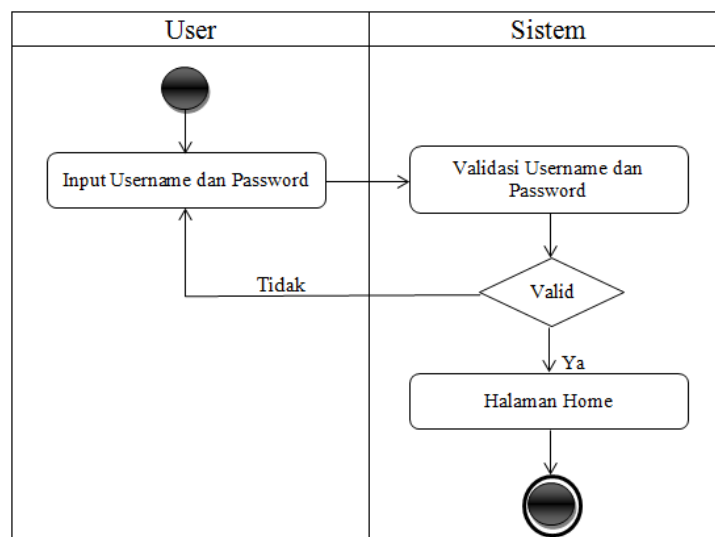 User
Sistem
Input Username dan Password
Validasi Username dan
Password
Tidak
Valid
Ya
Halaman Home